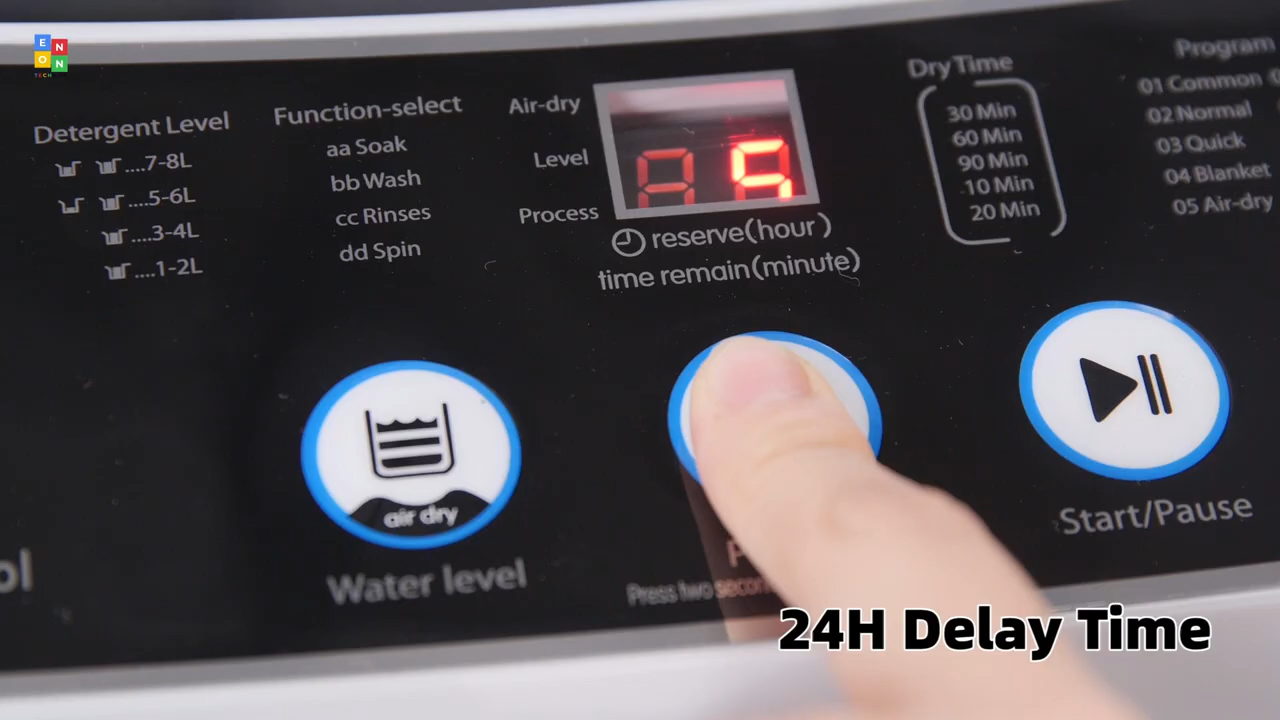 E N
O N
TECH
Detergent Level
....7-8L
....5-6L
....3-4L
....1-2L
Function-select
aa Soak
bb Wash
cc Rinses
dd Spin
Air-dry
Level
Process
reserve(hour)
time remain(minute)
Dry Time
30 Min
60 Min
90 Min
10 Min
20 Min
Program
01 Common
02 Normal
03 Quick
04 Blanket
05 Air-dry
air dry
Water level
Press two
Start/Pause
24H Delay Time